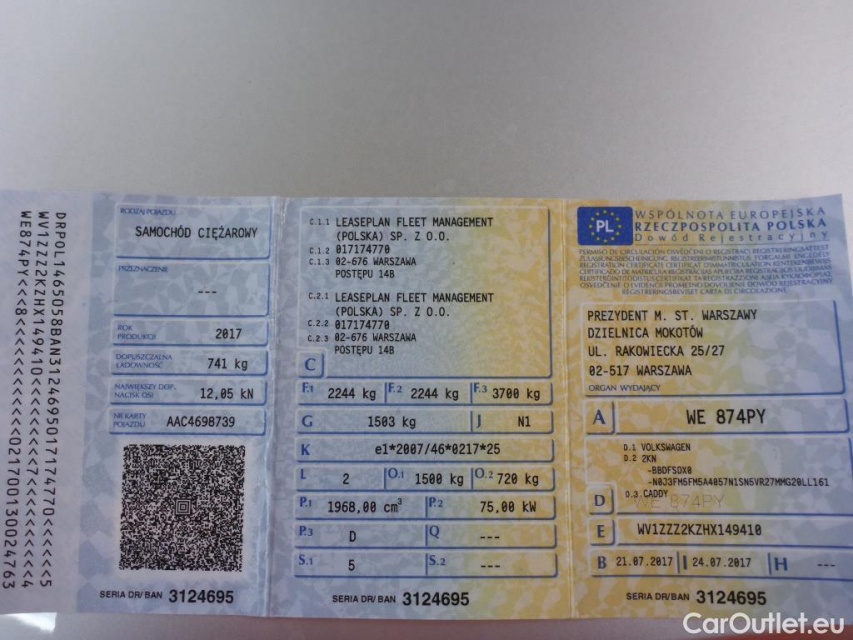 DRPOL1465058BAN3124695017174770<<<<<<5
WV1ZZZ2KZHX149410<<<<<<<<7<<<<<<<<<<<4
WE874PY<<8<<<<<<<<<<<<021700130024763
RODZAJ POJAZDU
SAMOCHÓD CIĘŻAROWY
PRZEZNACZENIE
---
ROK PRODUKCJI 2017
DOPUSZCZALNA ŁADOWNOŚĆ 741 kg
NAJWIĘKSZY DOP. NACISK OSI 12,05 kN
NR KARTY POJAZDU AAC4698739
SERIA DR/BAN 3124695
C.1.1 LEASEPLAN FLEET MANAGEMENT
(POLSKA) SP. Z O.O.
C.1.2 017174770
C.1.3 02-676 WARSZAWA
POSTĘPU 14B
C.2.1 LEASEPLAN FLEET MANAGEMENT
(POLSKA) SP. Z O.O.
C.2.2 017174770
C.2.3 02-676 WARSZAWA
POSTĘPU 14B
C
F.1 2244 kg F.2 2244 kg F.3 3700 kg
G 1503 kg J N1
K e1*2007/46*0217*25
L 2 O.1 1500 kg O.2 720 kg
P.1 1968,00 cm³ P.2 75,00 kW
P.3 D Q ---
S.1 5 S.2 ---
SERIA DR/BAN 3124695
PL
WSPÓLNOTA EUROPEJSKA
RZECZPOSPOLITA POLSKA
Dowód Rejestracyjny
PREZYDENT M. ST. WARSZAWY
DZIELNICA MOKOTÓW
UL. RAKOWIECKA 25/27
02-517 WARSZAWA
ORGAN WYDAJĄCY
A WE 874PY
D.1 VOLKSWAGEN
D.2 2KN
-BBDFSDX0
-N0J3FM5FM5A4057N1SN5VR27MMG20LL161
D.3 CADDY
D WE 874PY
E WV1ZZZ2KZHX149410
B 21.07.2017 I 24.07.2017 H ---
SERIA DR/BAN 3124695
CarOutlet.eu